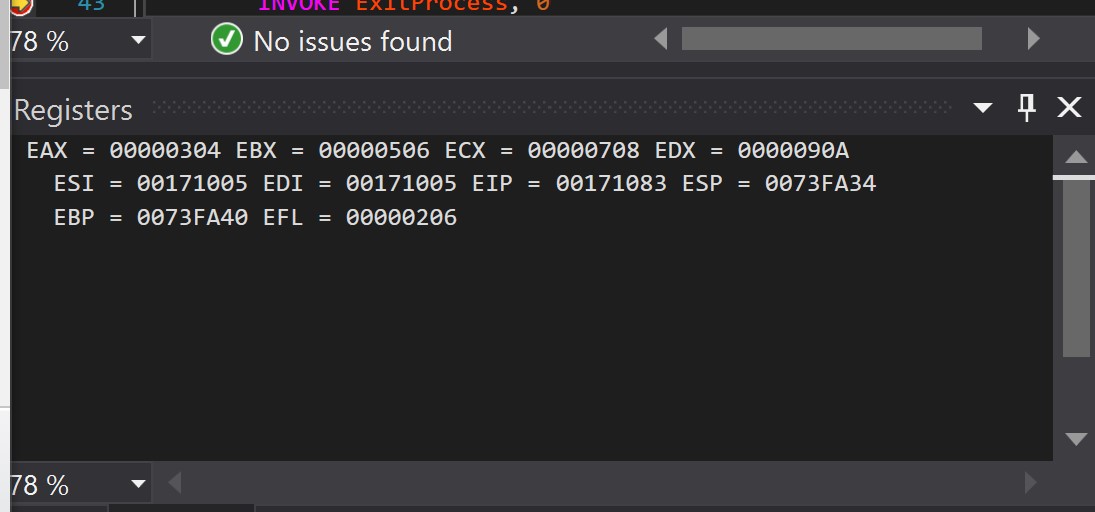 43 INVOKE ExitProcess, 0
78 % No issues found
Registers
EAX = 00000304 EBX = 00000506 ECX = 00000708 EDX = 0000090A
ESI = 00171005 EDI = 00171005 EIP = 00171083 ESP = 0073FA34
EBP = 0073FA40 EFL = 00000206
78 %